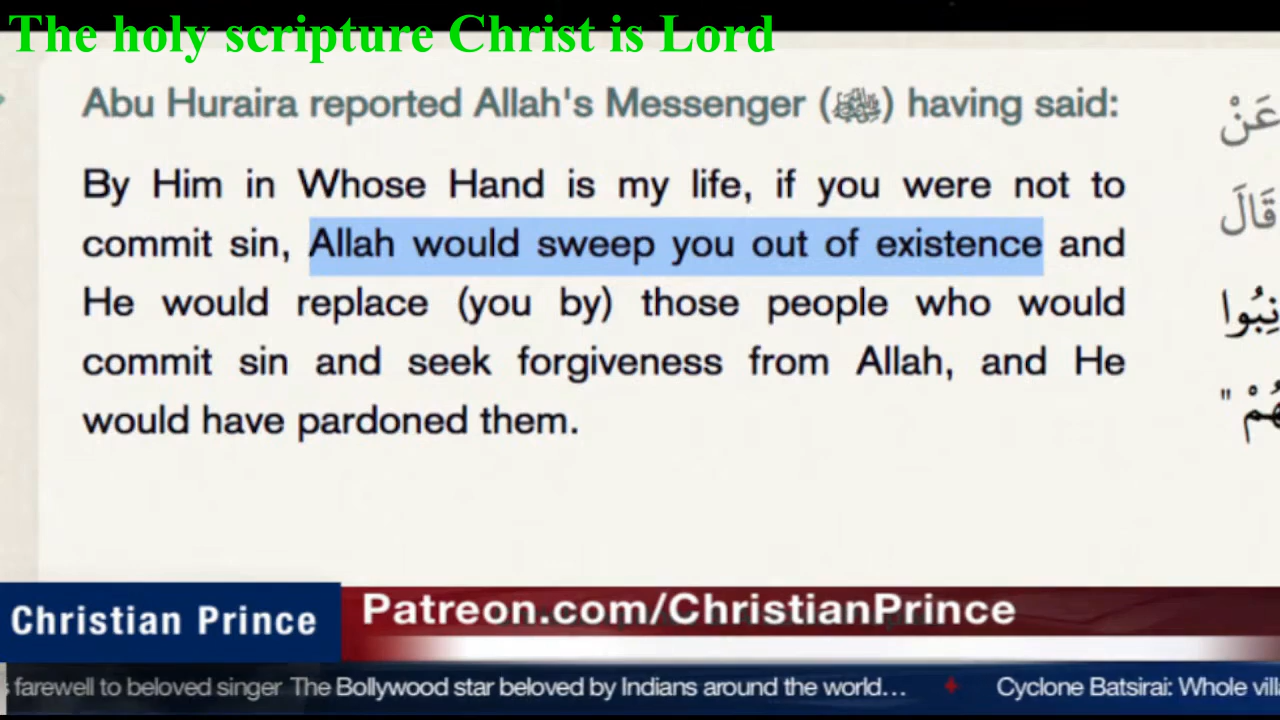 The holy scripture Christ is Lord
Abu Huraira reported Allah's Messenger (ﷺ) having said:
عَنْ
By Him in Whose Hand is my life, if you were not to
قَالَ
commit sin, Allah would sweep you out of existence and
He would replace (you by) those people who would
نِبُوا
commit sin and seek forgiveness from Allah, and He
would have pardoned them.
هُمْ "
Christian Prince
Patreon.com/ChristianPrince
farewell to beloved singer The Bollywood star beloved by Indians around the world... Cyclone Batsirai: Whole